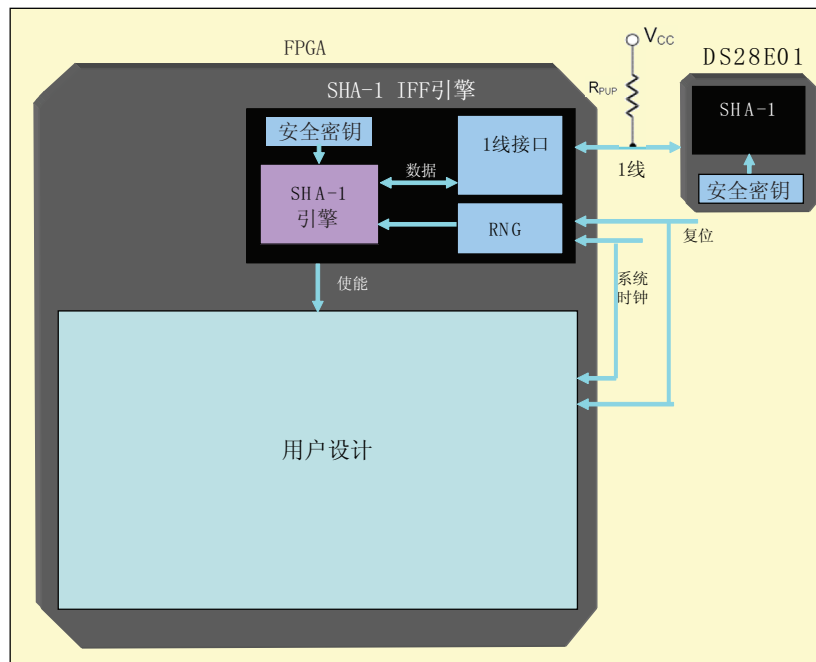 FPGA
V_CC
DS28E01
SHA-1 IFF引擎
R_PUP
SHA-1
安全密钥
1线接口
数据
1线
SHA-1
引擎
安全密钥
RNG
复位
使能
系统
时钟
用户设计